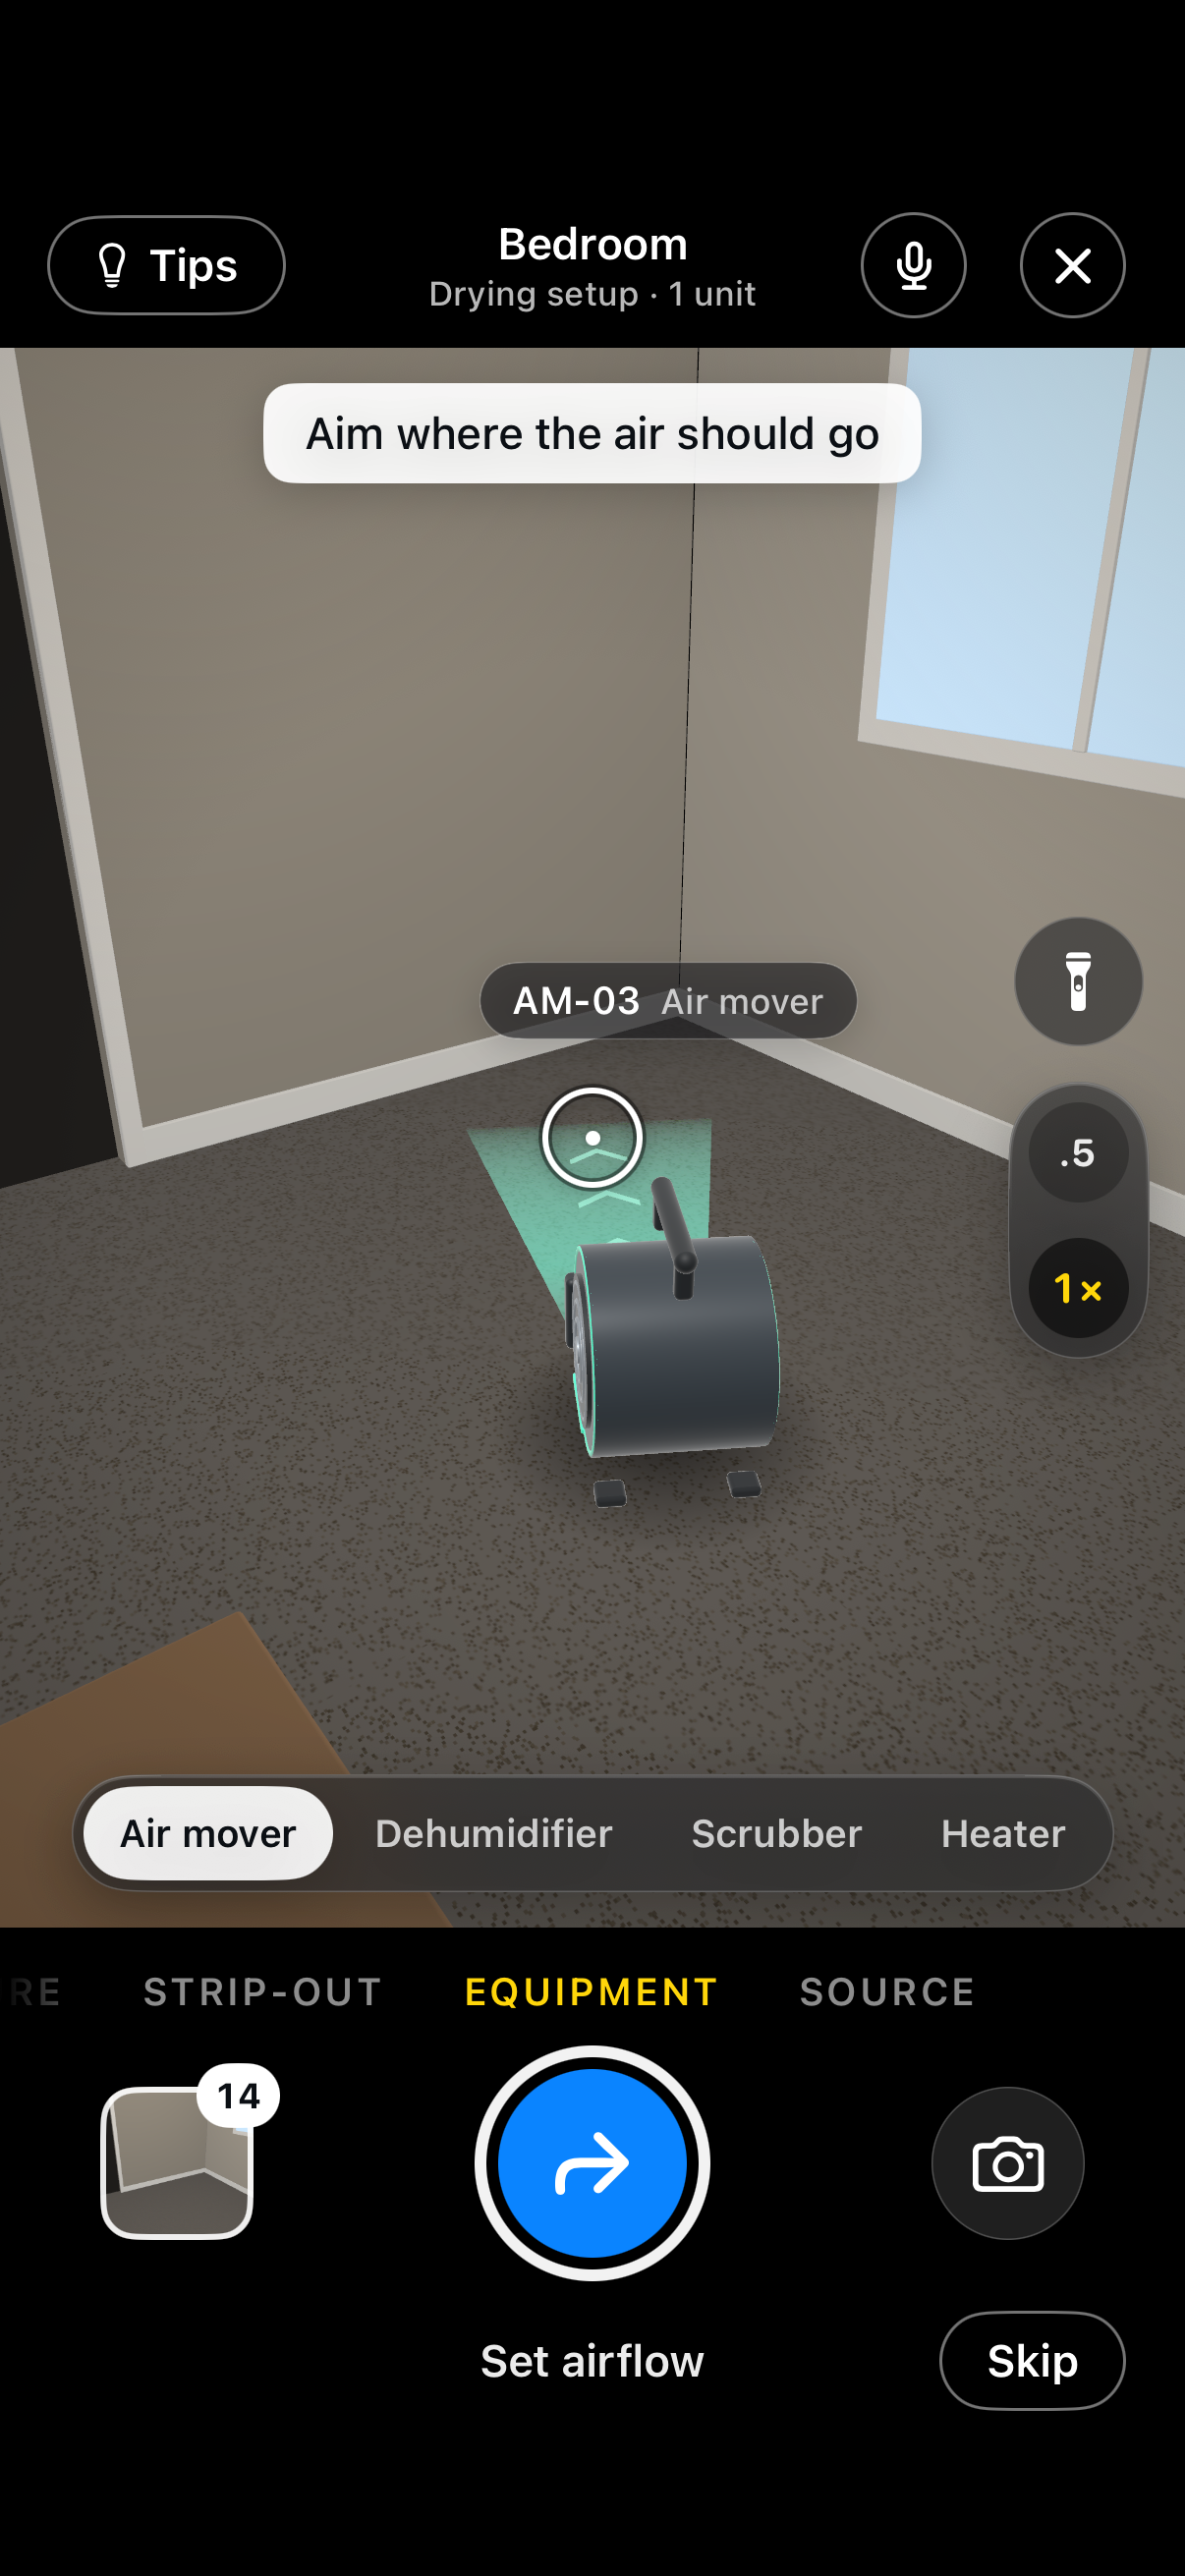 Tips
Bedroom
Drying setup · 1 unit
Aim where the air should go
AM-03 Air mover
.5
1×
Air mover Dehumidifier Scrubber Heater
RE STRIP-OUT EQUIPMENT SOURCE
14
Set airflow
Skip